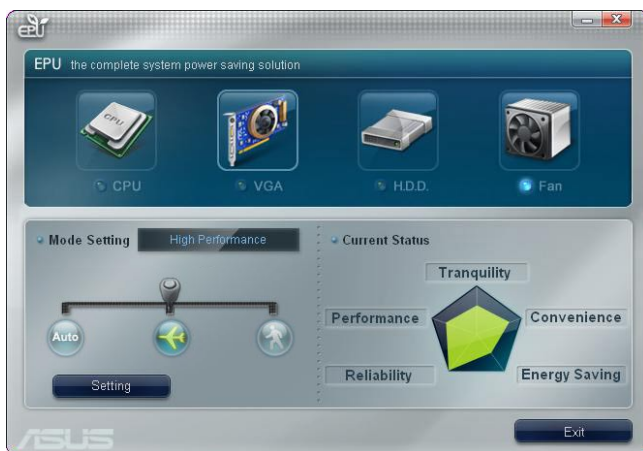 EPU
EPU the complete system power saving solution
CPU
CPU
VGA
H.D.D.
Fan
Mode Setting
High Performance
Current Status
Auto
Setting
Tranquility
Performance
Convenience
Reliability
Energy Saving
ASUS
Exit